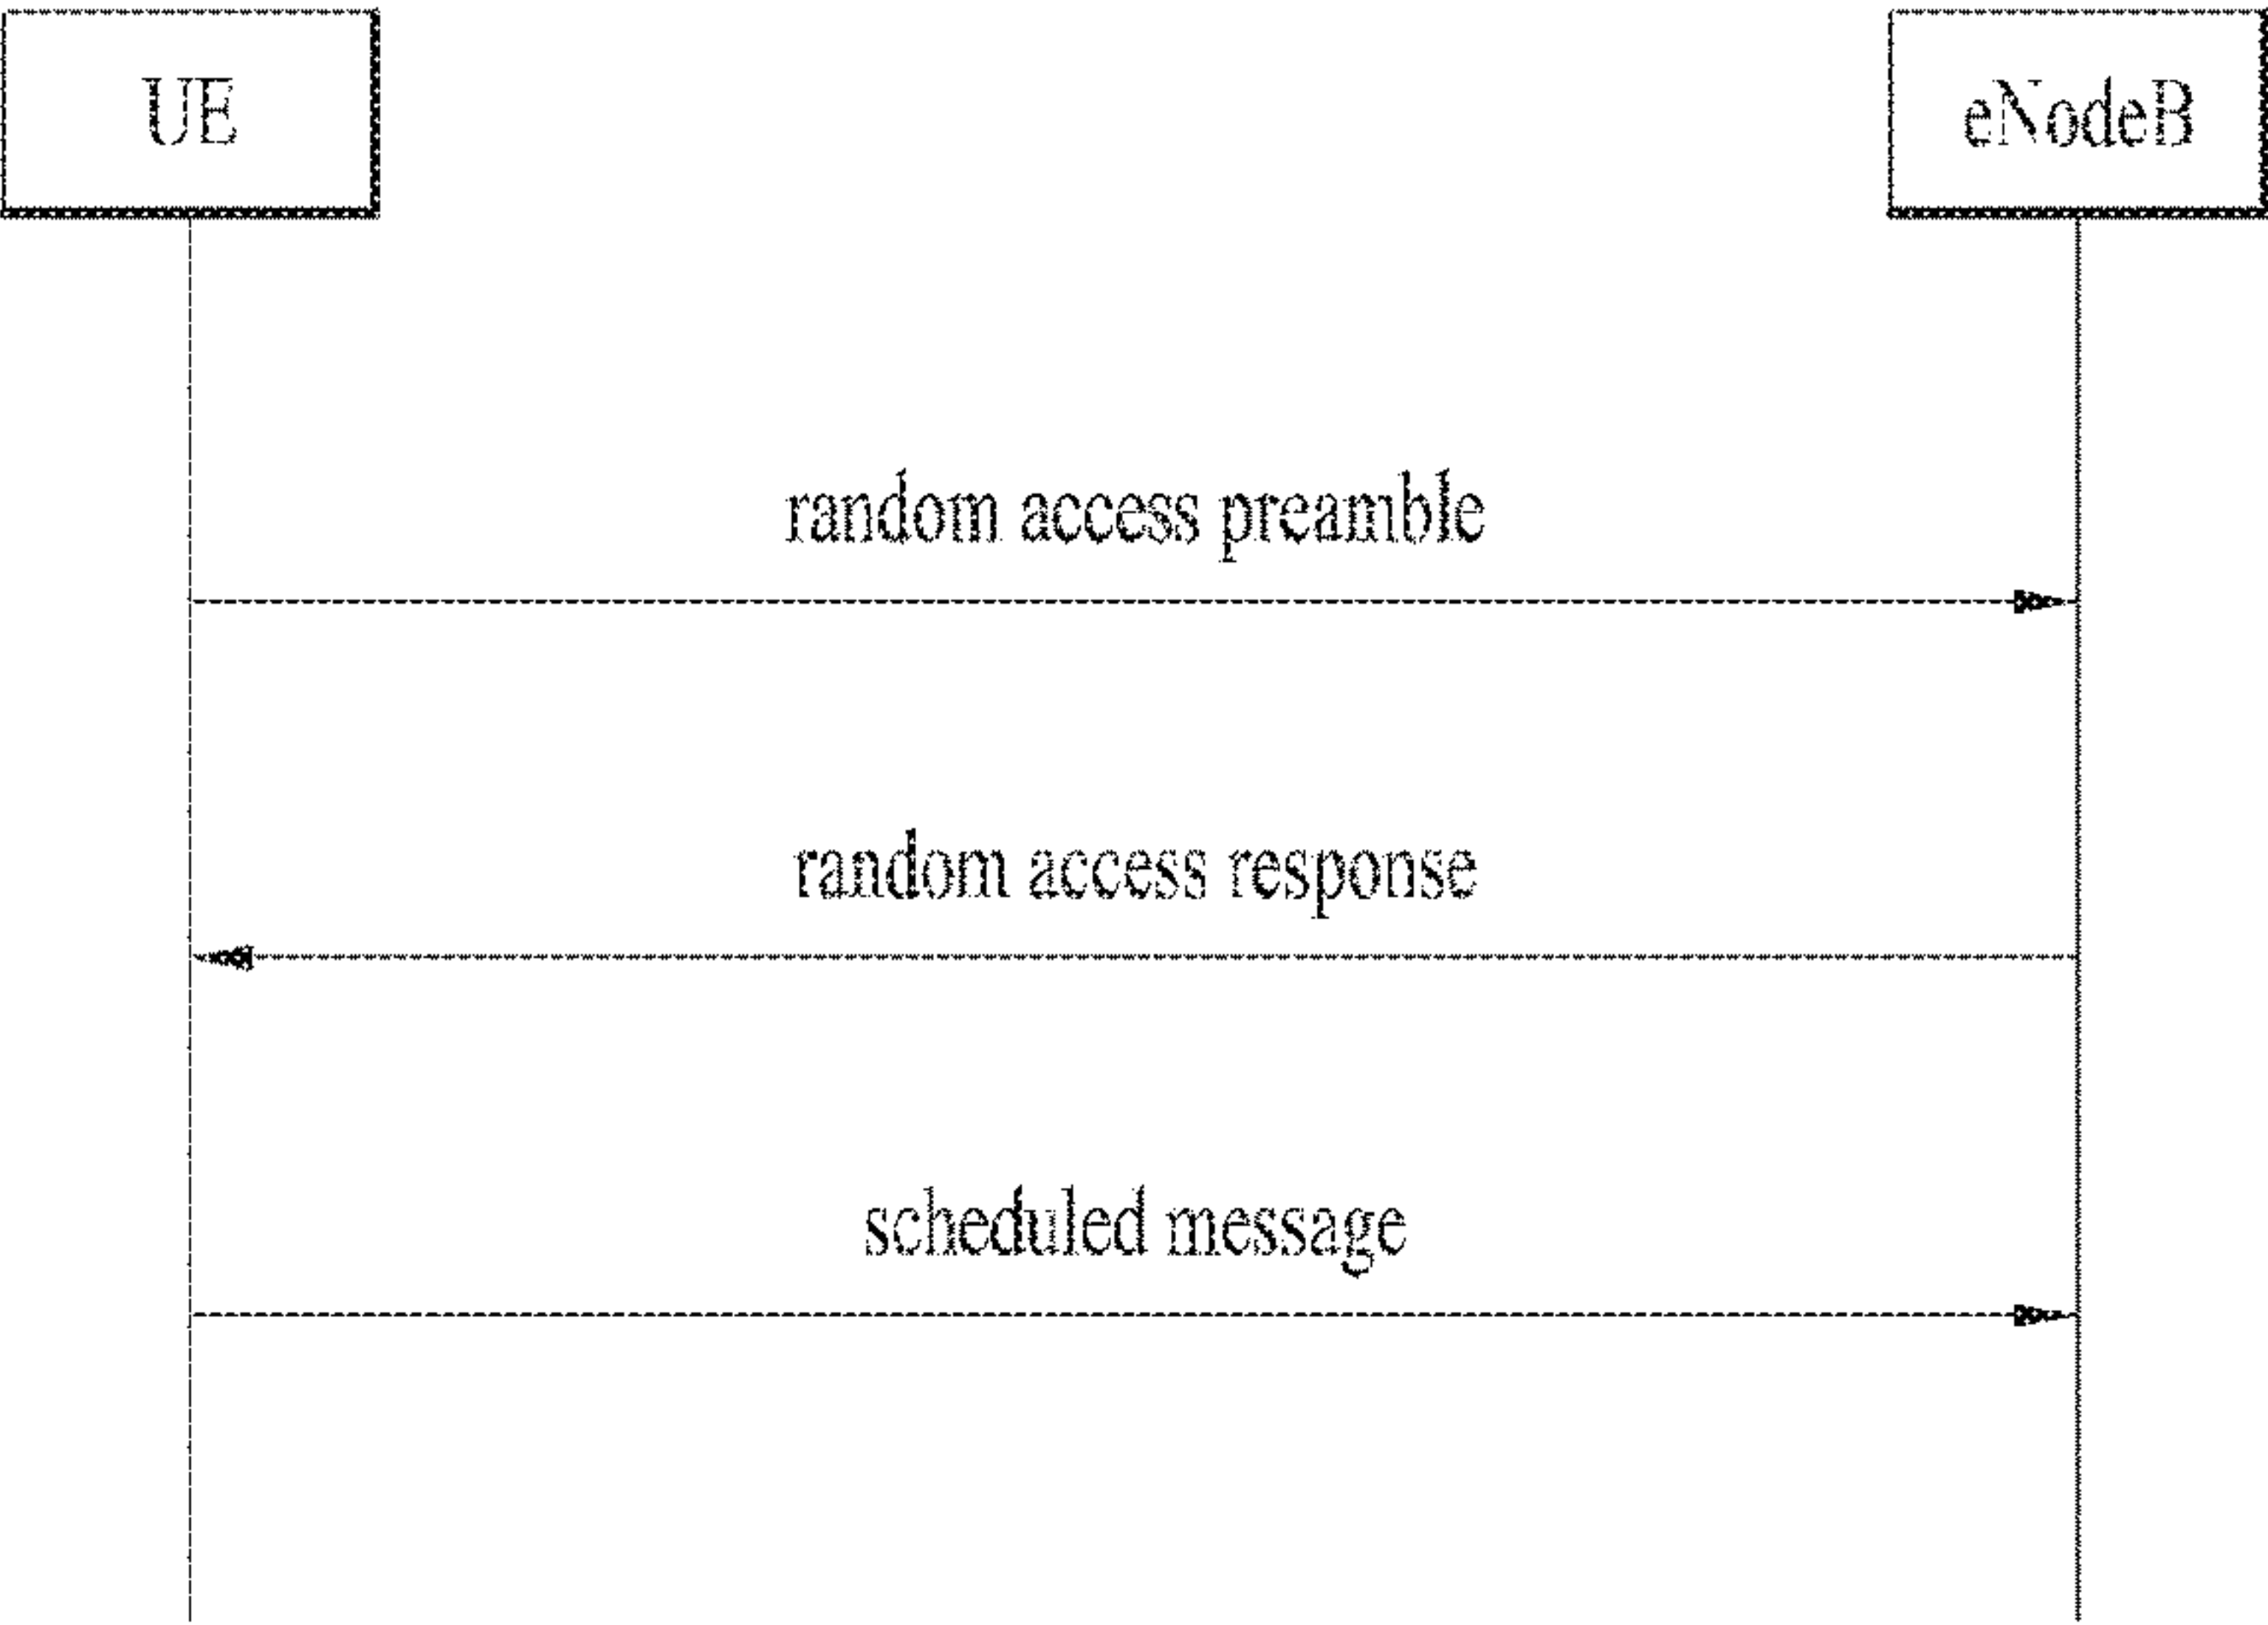 UE
eNodeB
random access preamble
random access response
scheduled message